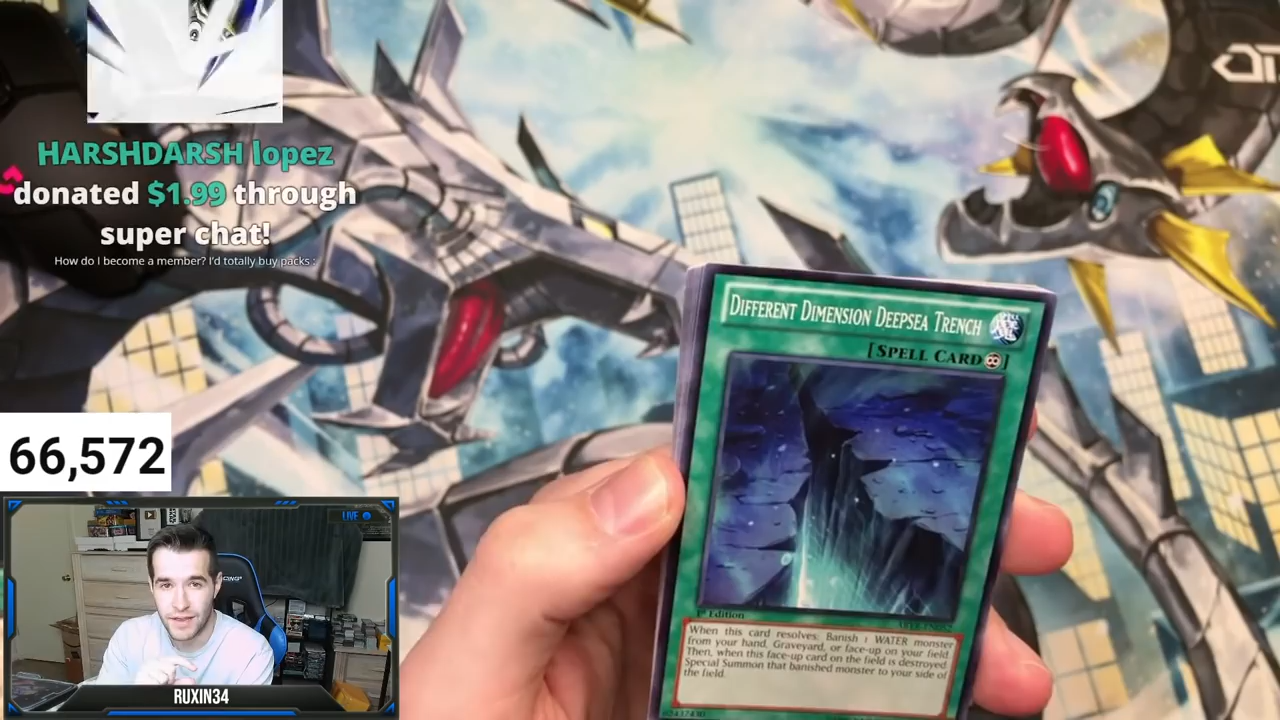 HARSHDARSH lopez
donated $1.99 through
super chat!
How do I become a member? I'd totally buy packs :
66,572
LIVE
RUXIN34
DIFFERENT DIMENSION DEEPSEA TRENCH
[SPELL CARD ]
1st Edition
When this card resolves: Banish 1 WATER monster
from your hand, Graveyard, or face-up on your field.
Then, when this face-up card on the field is destroyed
Special Summon that banished monster to your side of
the field.